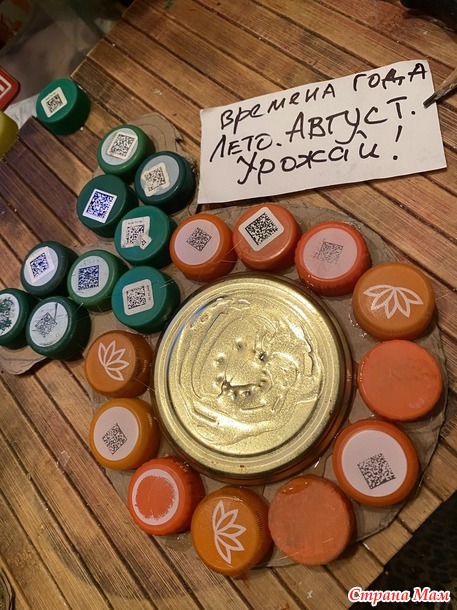 Времена года
Лето. Август.
Урожай!
Страна Мам